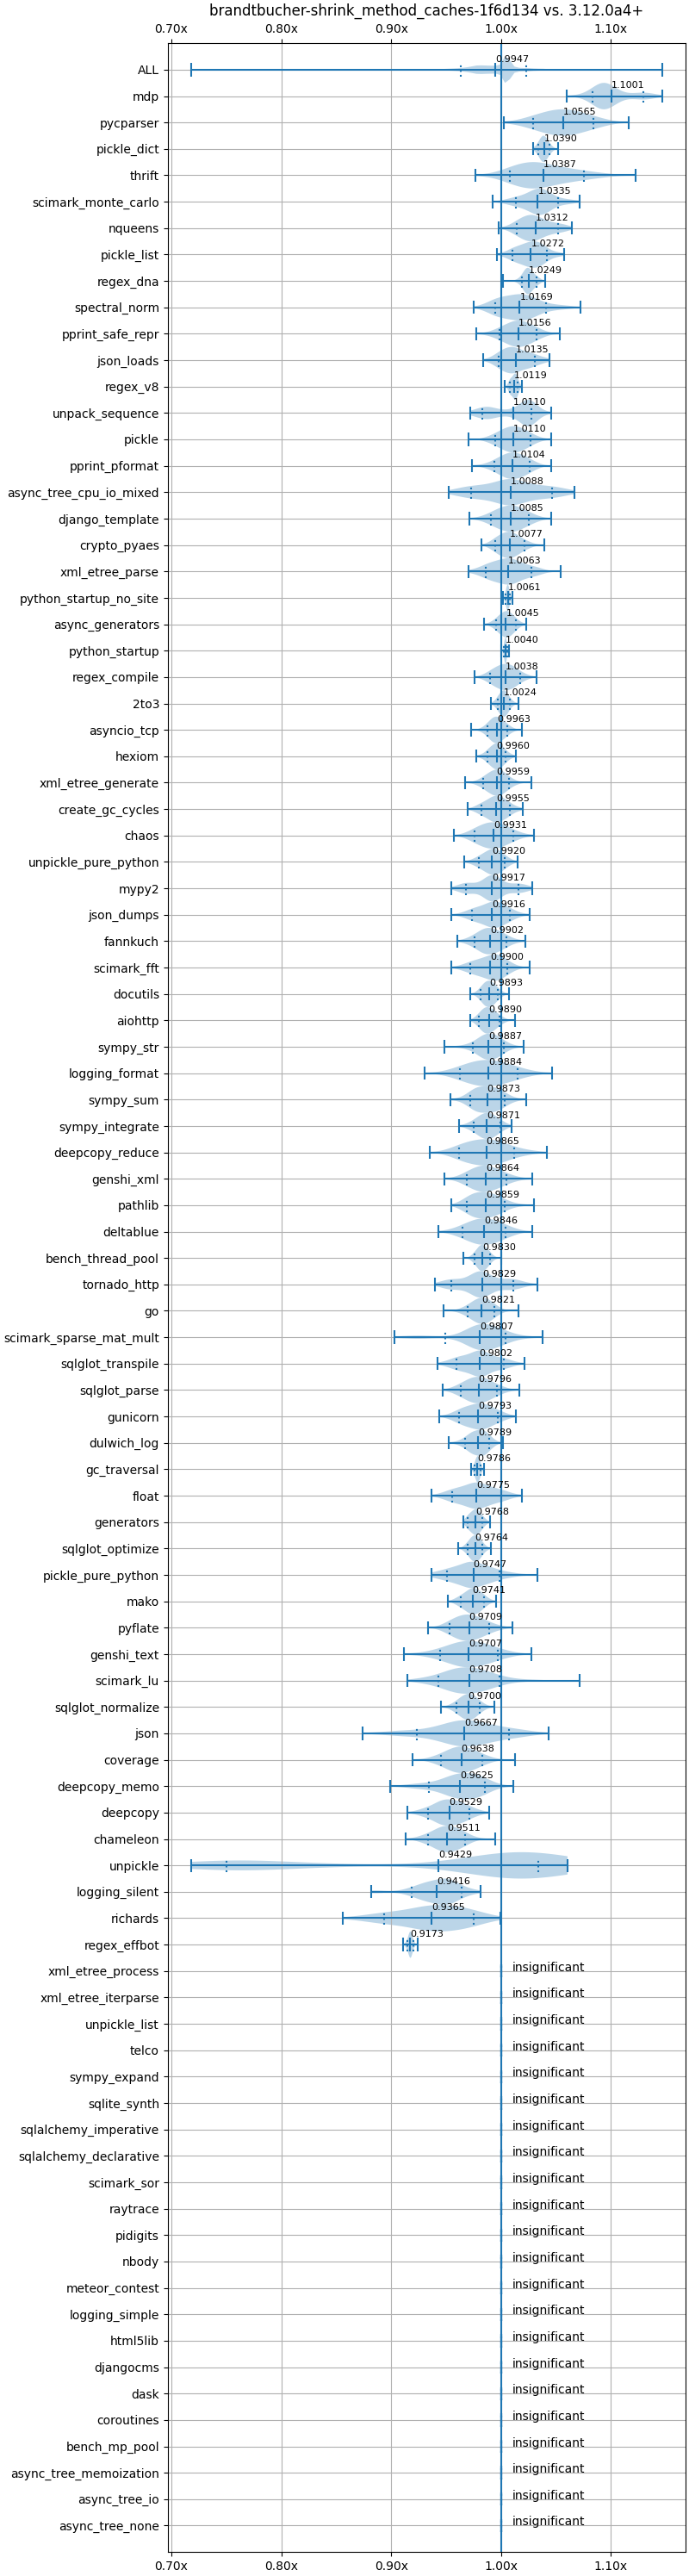 brandtbucher-shrink_method_caches-1f6d134 vs. 3.12.0a4+
0.70x 0.80x 0.90x 1.00x 1.10x
ALL 0.9947
mdp 1.1001
pycparser 1.0565
pickle_dict 1.0390
thrift 1.0387
scimark_monte_carlo 1.0335
nqueens 1.0312
pickle_list 1.0272
regex_dna 1.0249
spectral_norm 1.0169
pprint_safe_repr 1.0156
json_loads 1.0135
regex_v8 1.0119
unpack_sequence 1.0110
pickle 1.0110
pprint_pformat 1.0104
async_tree_cpu_io_mixed 1.0088
django_template 1.0085
crypto_pyaes 1.0077
xml_etree_parse 1.0063
python_startup_no_site 1.0061
async_generators 1.0045
python_startup 1.0040
regex_compile 1.0038
2to3 1.0024
asyncio_tcp 0.9963
hexiom 0.9960
xml_etree_generate 0.9959
create_gc_cycles 0.9955
chaos 0.9931
unpickle_pure_python 0.9920
mypy2 0.9917
json_dumps 0.9916
fannkuch 0.9902
scimark_fft 0.9900
docutils 0.9893
aiohttp 0.9890
sympy_str 0.9887
logging_format 0.9884
sympy_sum 0.9873
sympy_integrate 0.9871
deepcopy_reduce 0.9865
genshi_xml 0.9864
pathlib 0.9859
deltablue 0.9846
bench_thread_pool 0.9830
tornado_http 0.9829
go 0.9821
scimark_sparse_mat_mult 0.9807
sqlglot_transpile 0.9802
sqlglot_parse 0.9796
gunicorn 0.9793
dulwich_log 0.9789
gc_traversal 0.9786
float 0.9775
generators 0.9768
sqlglot_optimize 0.9764
pickle_pure_python 0.9747
mako 0.9741
pyflate 0.9709
genshi_text 0.9707
scimark_lu 0.9708
sqlglot_normalize 0.9700
json 0.9667
coverage 0.9638
deepcopy_memo 0.9625
deepcopy 0.9529
chameleon 0.9511
unpickle 0.9429
logging_silent 0.9416
richards 0.9365
regex_effbot 0.9173
xml_etree_process insignificant
xml_etree_iterparse insignificant
unpickle_list insignificant
telco insignificant
sympy_expand insignificant
sqlite_synth insignificant
sqlalchemy_imperative insignificant
sqlalchemy_declarative insignificant
scimark_sor insignificant
raytrace insignificant
pidigits insignificant
nbody insignificant
meteor_contest insignificant
logging_simple insignificant
html5lib insignificant
djangocms insignificant
dask insignificant
coroutines insignificant
bench_mp_pool insignificant
async_tree_memoization insignificant
async_tree_io insignificant
async_tree_none insignificant
0.70x 0.80x 0.90x 1.00x 1.10x